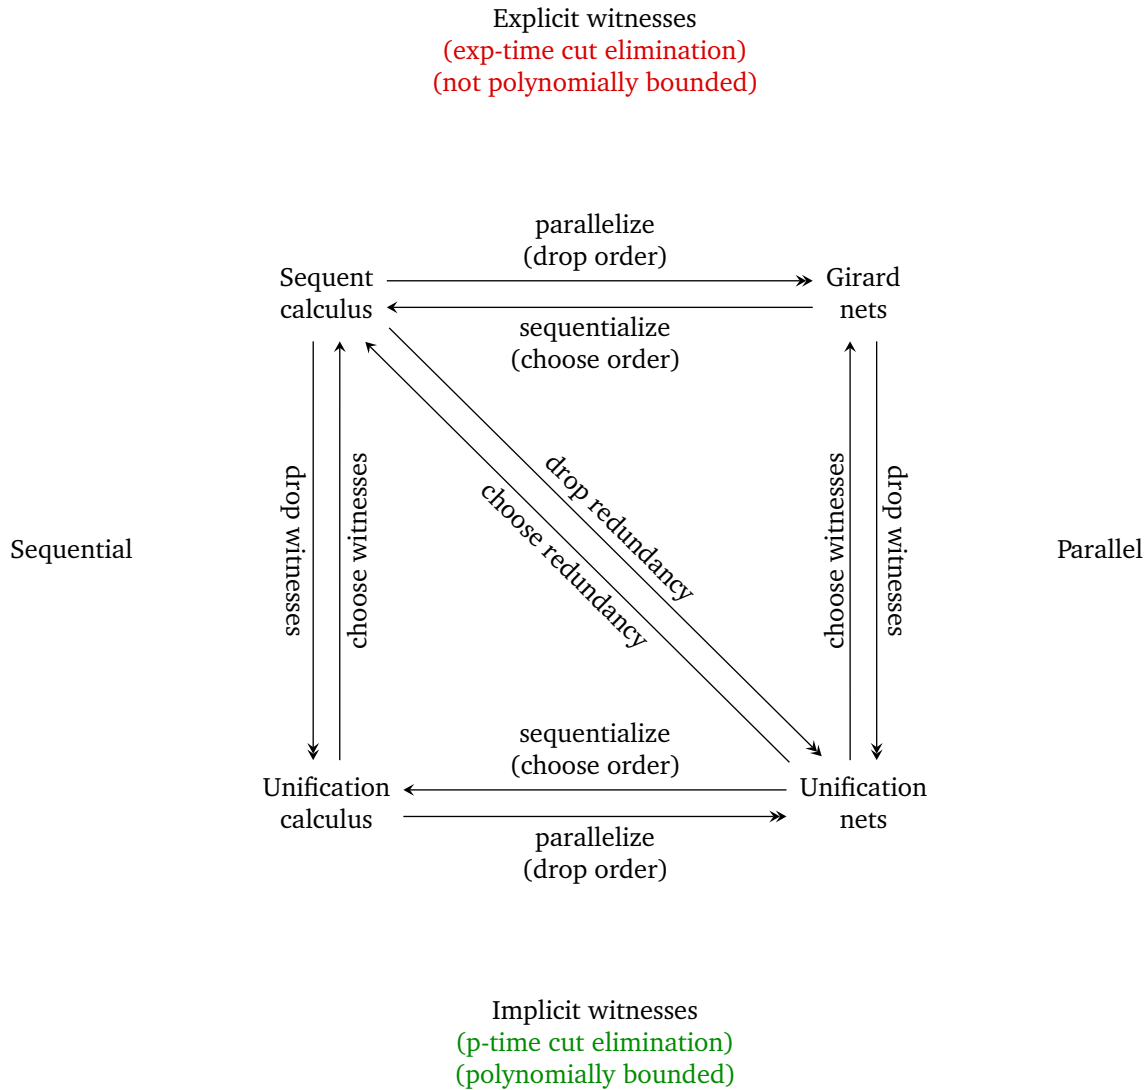 Explicit witnesses
(exp-time cut elimination)
(not polynomially bounded)
parallelize
(drop order)
Sequent
calculus
Girard
nets
sequentialize
(choose order)
drop witnesses
choose witnesses
drop redundancy
choose redundancy
choose witnesses
drop witnesses
Sequential
Parallel
sequentialize
(choose order)
Unification
calculus
Unification
nets
parallelize
(drop order)
Implicit witnesses
(p-time cut elimination)
(polynomially bounded)